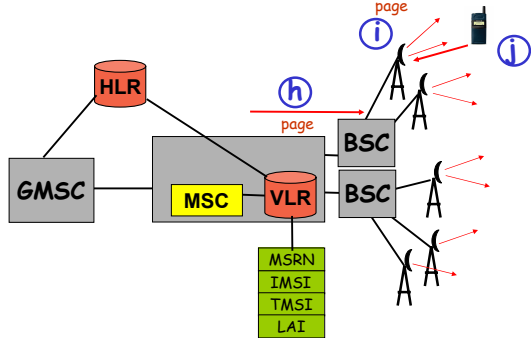 page
i
j
HLR
h
page
BSC
GMSC
MSC
VLR
BSC
MSRN
IMSI
TMSI
LAI